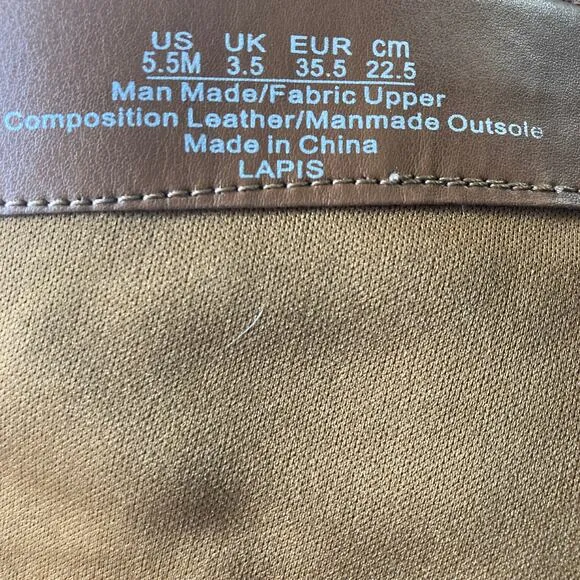 US UK EUR cm
5.5M 3.5 35.5 22.5
Man Made/Fabric Upper
Composition Leather/Manmade Outsole
Made in China
LAPIS